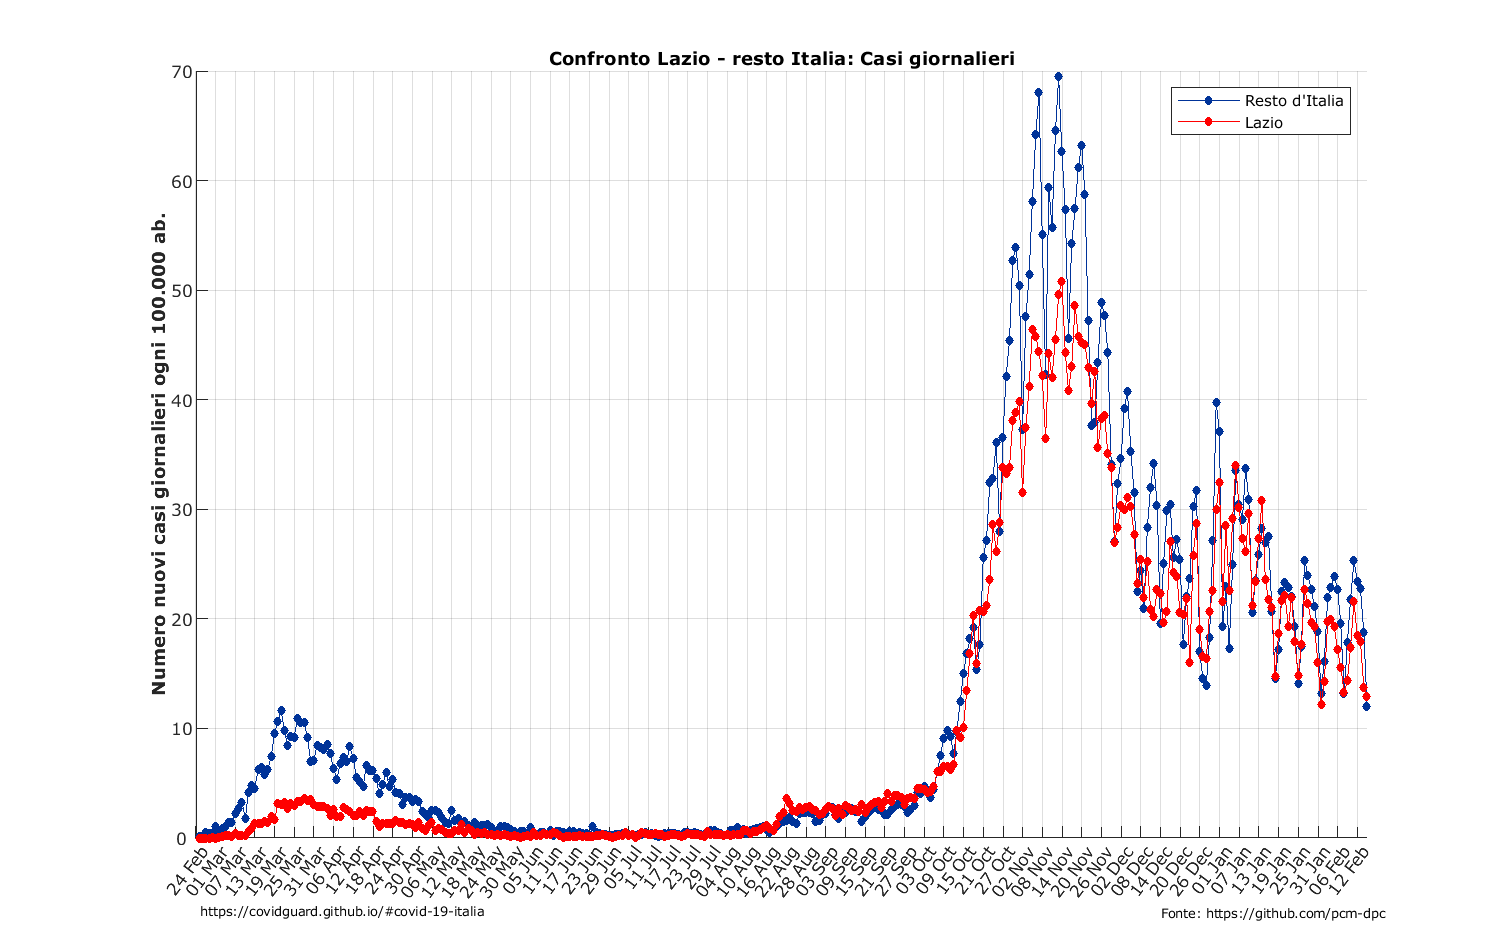 Confronto Lazio - resto Italia: Casi giornalieri
Resto d'Italia
Lazio
Numero nuovi casi giornalieri ogni 100.000 ab.
70
60
50
40
30
20
10
0
24 Feb
01 Mar
07 Mar
13 Mar
19 Mar
25 Mar
31 Mar
06 Apr
12 Apr
18 Apr
24 Apr
30 Apr
06 May
12 May
18 May
24 May
30 May
05 Jun
11 Jun
17 Jun
23 Jun
29 Jun
05 Jul
11 Jul
17 Jul
23 Jul
29 Jul
04 Aug
10 Aug
16 Aug
22 Aug
28 Aug
03 Sep
09 Sep
15 Sep
21 Sep
27 Sep
03 Oct
09 Oct
15 Oct
21 Oct
27 Oct
02 Nov
08 Nov
14 Nov
20 Nov
26 Nov
02 Dec
08 Dec
14 Dec
20 Dec
26 Dec
01 Jan
07 Jan
13 Jan
19 Jan
25 Jan
31 Jan
06 Feb
12 Feb
https://covidguard.github.io/#covid-19-italia
Fonte: https://github.com/pcm-dpc